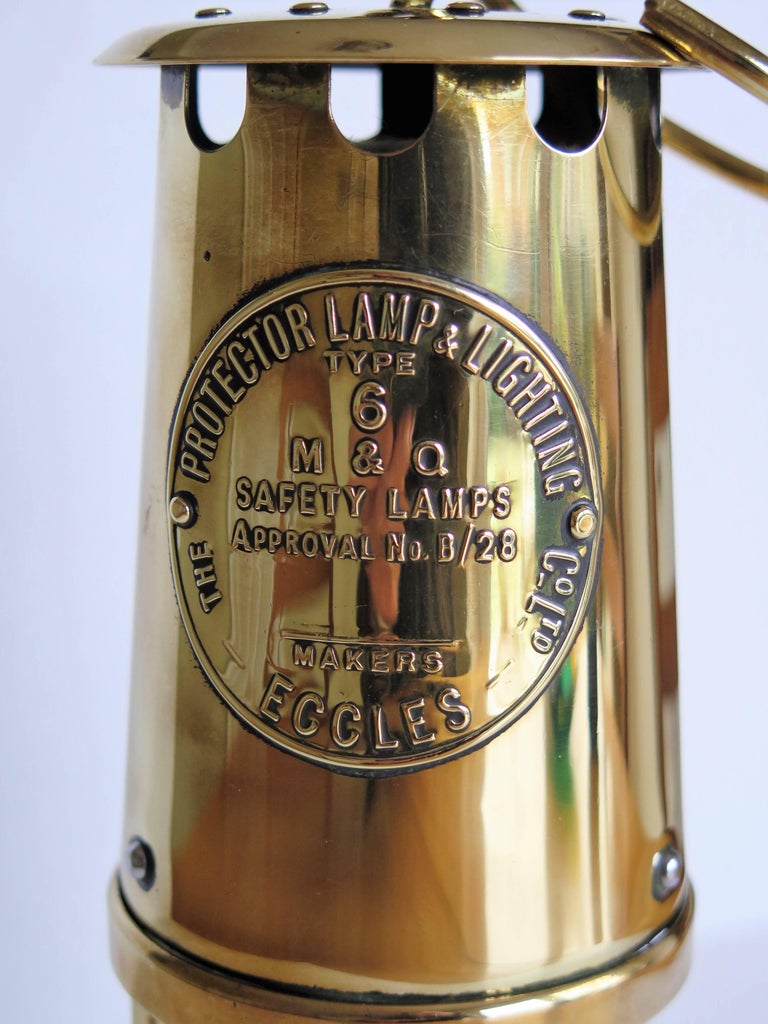 THE PROTECTOR LAMP & LIGHTING CO LTD
TYPE
6
M & Q
SAFETY LAMPS
APPROVAL No. B/28
MAKERS
ECCLES